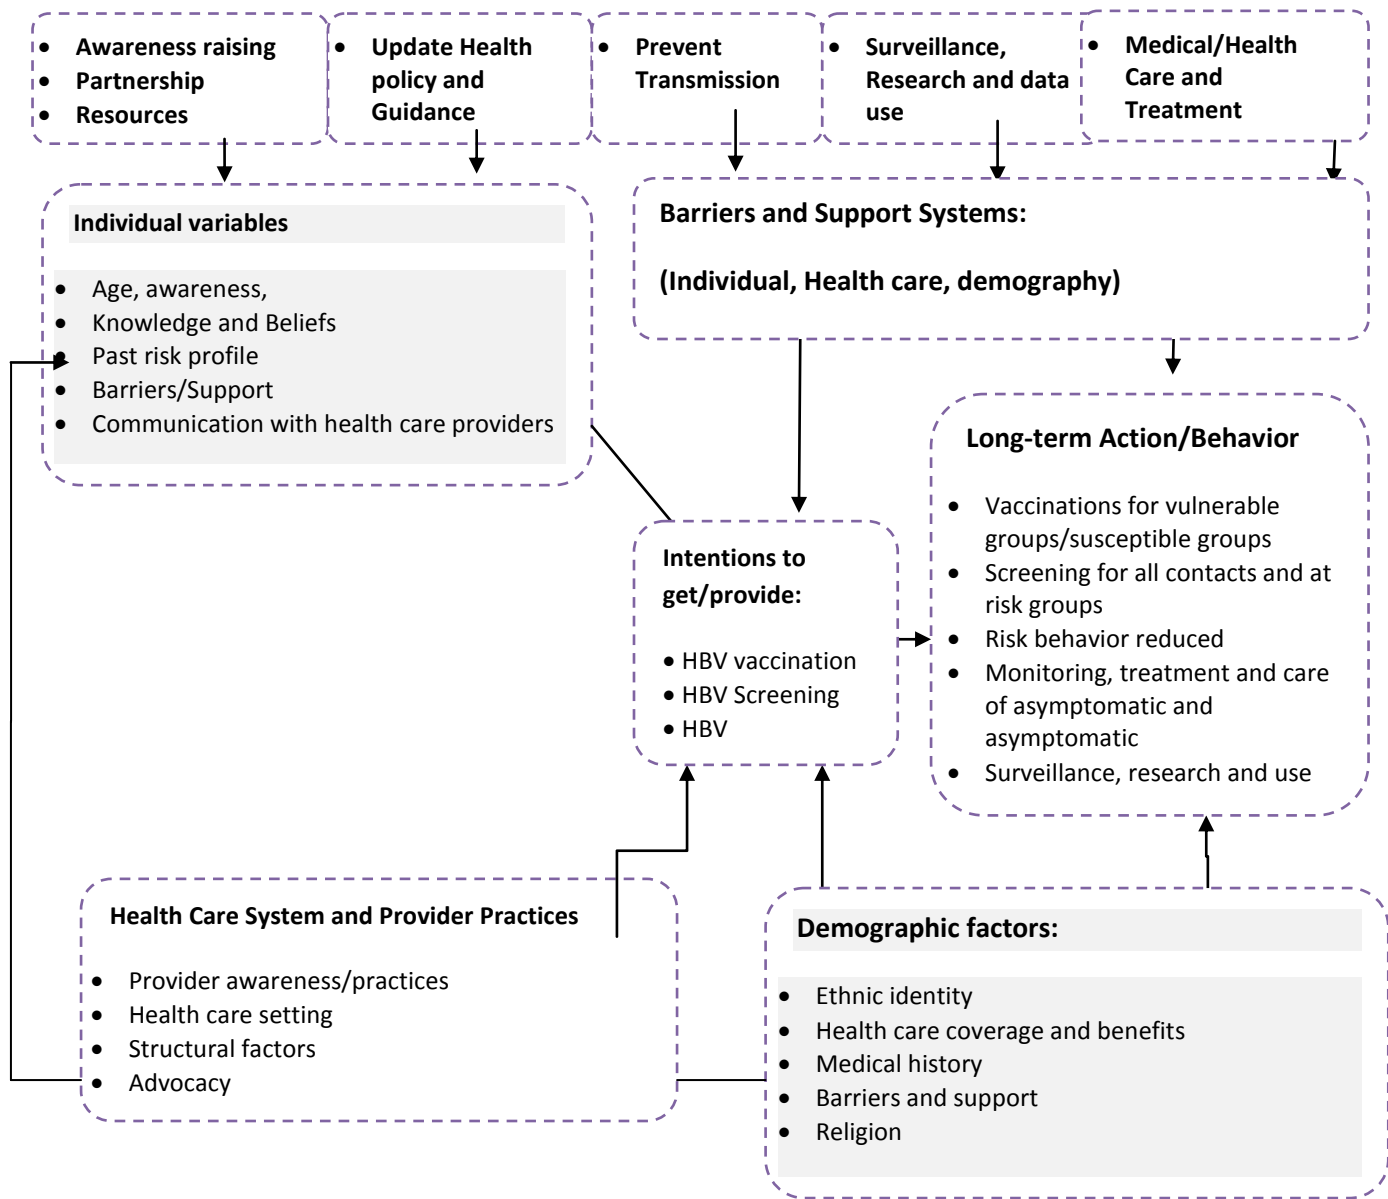 • Awareness raising
• Partnership
• Resources
• Update Health
policy and
Guidance
• Prevent
Transmission
• Surveillance,
Research and data
use
• Medical/Health
Care and
Treatment
Individual variables
• Age, awareness,
• Knowledge and Beliefs
• Past risk profile
• Barriers/Support
• Communication with health care providers
Barriers and Support Systems:
(Individual, Health care, demography)
Long-term Action/Behavior
• Vaccinations for vulnerable
groups/susceptible groups
• Screening for all contacts and at
risk groups
• Risk behavior reduced
• Monitoring, treatment and care
of asymptomatic and
asymptomatic
• Surveillance, research and use
Intentions to
get/provide:
• HBV vaccination
• HBV Screening
• HBV
Health Care System and Provider Practices
• Provider awareness/practices
• Health care setting
• Structural factors
• Advocacy
Demographic factors:
• Ethnic identity
• Health care coverage and benefits
• Medical history
• Barriers and support
• Religion